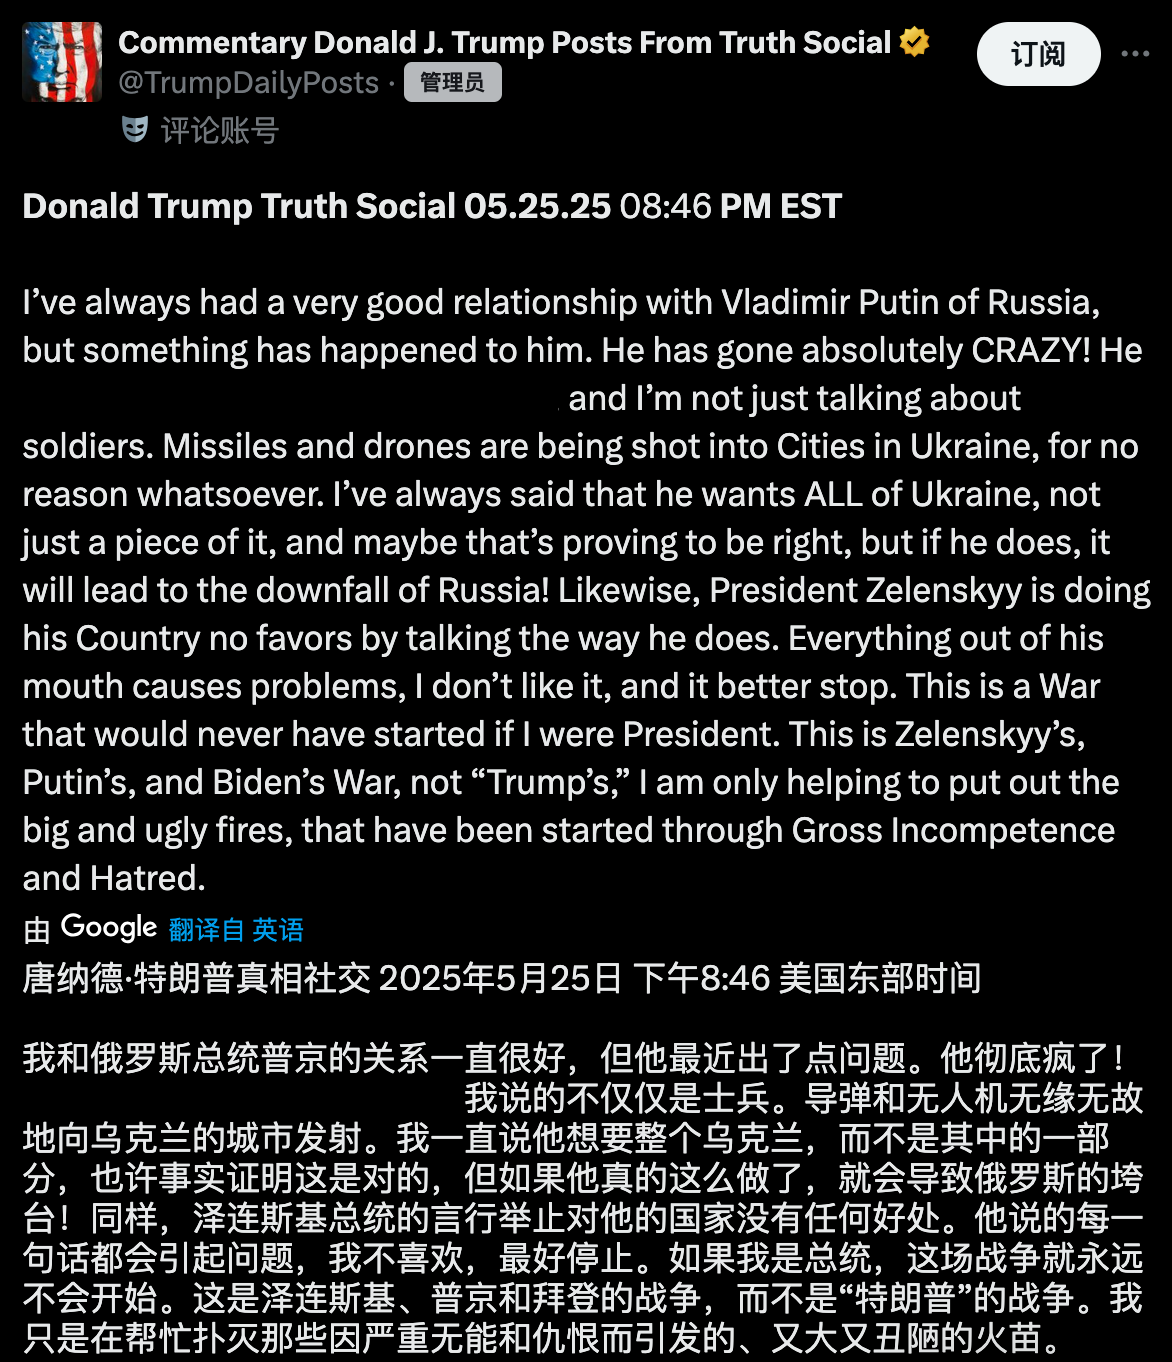 Commentary Donald J. Trump Posts From Truth Social
订阅
@TrumpDailyPosts · 管理员
评论账号
Donald Trump Truth Social 05.25.25 08:46 PM EST
I’ve always had a very good relationship with Vladimir Putin of Russia,
but something has happened to him. He has gone absolutely CRAZY! He
and I’m not just talking about
soldiers. Missiles and drones are being shot into Cities in Ukraine, for no
reason whatsoever. I’ve always said that he wants ALL of Ukraine, not
just a piece of it, and maybe that’s proving to be right, but if he does, it
will lead to the downfall of Russia! Likewise, President Zelenskyy is doing
his Country no favors by talking the way he does. Everything out of his
mouth causes problems, I don’t like it, and it better stop. This is a War
that would never have started if I were President. This is Zelenskyy’s,
Putin’s, and Biden’s War, not “Trump’s,” I am only helping to put out the
big and ugly fires, that have been started through Gross Incompetence
and Hatred.
由 Google 翻译自 英语
唐纳德·特朗普真相社交 2025年5月25日 下午8:46 美国东部时间
我和俄罗斯总统普京的关系一直很好，但他最近出了点问题。他彻底疯了！
我说的不仅仅是士兵。导弹和无人机无缘无故
地向乌克兰的城市发射。我一直说他想要整个乌克兰，而不是其中的一部
分，也许事实证明这是对的，但如果他真的这么做了，就会导致俄罗斯的垮
台！同样，泽连斯基总统的言行举止对他的国家没有任何好处。他说的每一
句话都会引起问题，我不喜欢，最好停止。如果我是总统，这场战争就永远
不会开始。这是泽连斯基、普京和拜登的战争，而不是“特朗普”的战争。我
只是在帮忙扑灭那些因严重无能和仇恨而引发的、又大又丑陋的火苗。